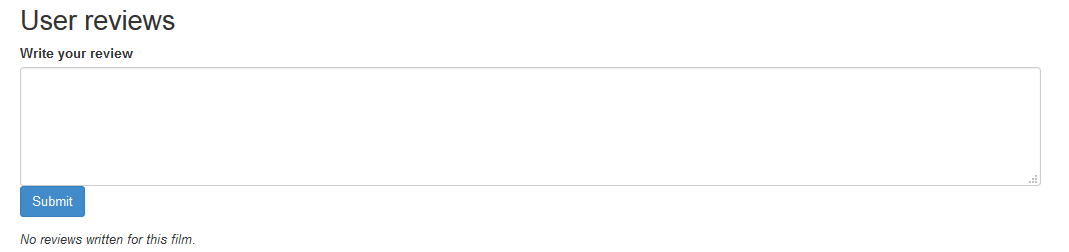 User reviews
Write your review
Submit
No reviews written for this film.